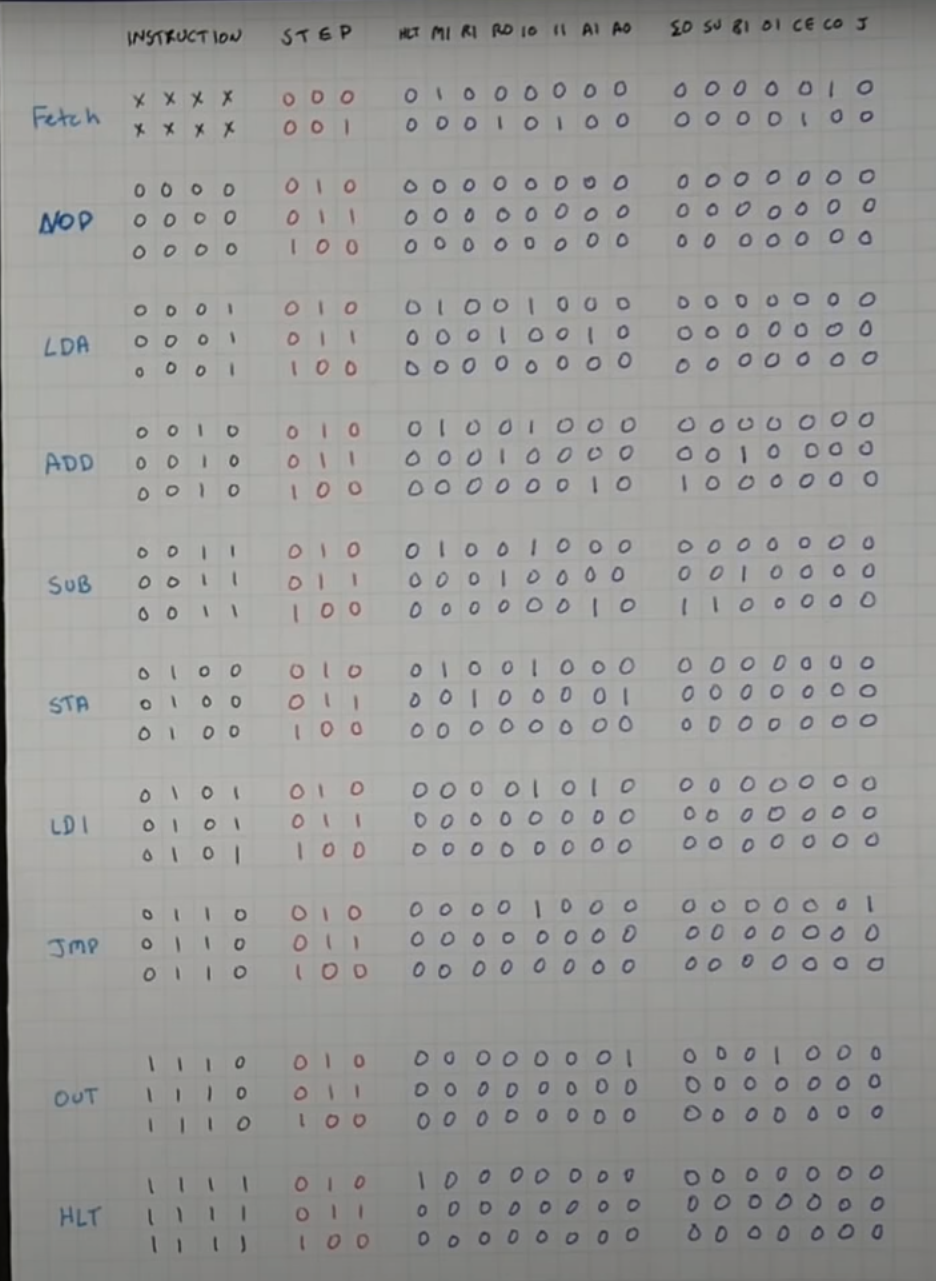 INSTRUCTION STEP HLT MI RI RO IO II AI AO ΣO SU BI OI CE CO J
Fetch
X X X X 0 0 0 0 1 0 0 0 0 0 0 0 0 0 0 0 1 0
X X X X 0 0 1 0 0 0 1 0 1 0 0 0 0 0 0 1 0 0
NOP
0 0 0 0 0 1 0 0 0 0 0 0 0 0 0 0 0 0 0 0 0 0
0 0 0 0 0 1 1 0 0 0 0 0 0 0 0 0 0 0 0 0 0 0
0 0 0 0 1 0 0 0 0 0 0 0 0 0 0 0 0 0 0 0 0 0
LDA
0 0 0 1 0 1 0 0 1 0 0 1 0 0 0 0 0 0 0 0 0 0
0 0 0 1 0 1 1 0 0 0 1 0 0 1 0 0 0 0 0 0 0 0
0 0 0 1 1 0 0 0 0 0 0 0 0 0 0 0 0 0 0 0 0 0
ADD
0 0 1 0 0 1 0 0 1 0 0 1 0 0 0 0 0 0 0 0 0 0
0 0 1 0 0 1 1 0 0 0 1 0 0 0 0 0 0 1 0 0 0 0
0 0 1 0 1 0 0 0 0 0 0 0 0 1 0 1 0 0 0 0 0 0
SUB
0 0 1 1 0 1 0 0 1 0 0 1 0 0 0 0 0 0 0 0 0 0
0 0 1 1 0 1 1 0 0 0 1 0 0 0 0 0 0 1 0 0 0 0
0 0 1 1 1 0 0 0 0 0 0 0 0 1 0 1 1 0 0 0 0 0
STA
0 1 0 0 0 1 0 0 1 0 0 1 0 0 0 0 0 0 0 0 0 0
0 1 0 0 0 1 1 0 0 1 0 0 0 0 1 0 0 0 0 0 0 0
0 1 0 0 1 0 0 0 0 0 0 0 0 0 0 0 0 0 0 0 0 0
LDI
0 1 0 1 0 1 0 0 0 0 0 1 0 1 0 0 0 0 0 0 0 0
0 1 0 1 0 1 1 0 0 0 0 0 0 0 0 0 0 0 0 0 0 0
0 1 0 1 1 0 0 0 0 0 0 0 0 0 0 0 0 0 0 0 0 0
JMP
0 1 1 0 0 1 0 0 0 0 0 1 0 0 0 0 0 0 0 0 0 1
0 1 1 0 0 1 1 0 0 0 0 0 0 0 0 0 0 0 0 0 0 0
0 1 1 0 1 0 0 0 0 0 0 0 0 0 0 0 0 0 0 0 0 0
OUT
1 1 1 0 0 1 0 0 0 0 0 0 0 0 1 0 0 0 1 0 0 0
1 1 1 0 0 1 1 0 0 0 0 0 0 0 0 0 0 0 0 0 0 0
1 1 1 0 1 0 0 0 0 0 0 0 0 0 0 0 0 0 0 0 0 0
HLT
1 1 1 1 0 1 0 1 0 0 0 0 0 0 0 0 0 0 0 0 0 0
1 1 1 1 0 1 1 0 0 0 0 0 0 0 0 0 0 0 0 0 0 0
1 1 1 1 1 0 0 0 0 0 0 0 0 0 0 0 0 0 0 0 0 0